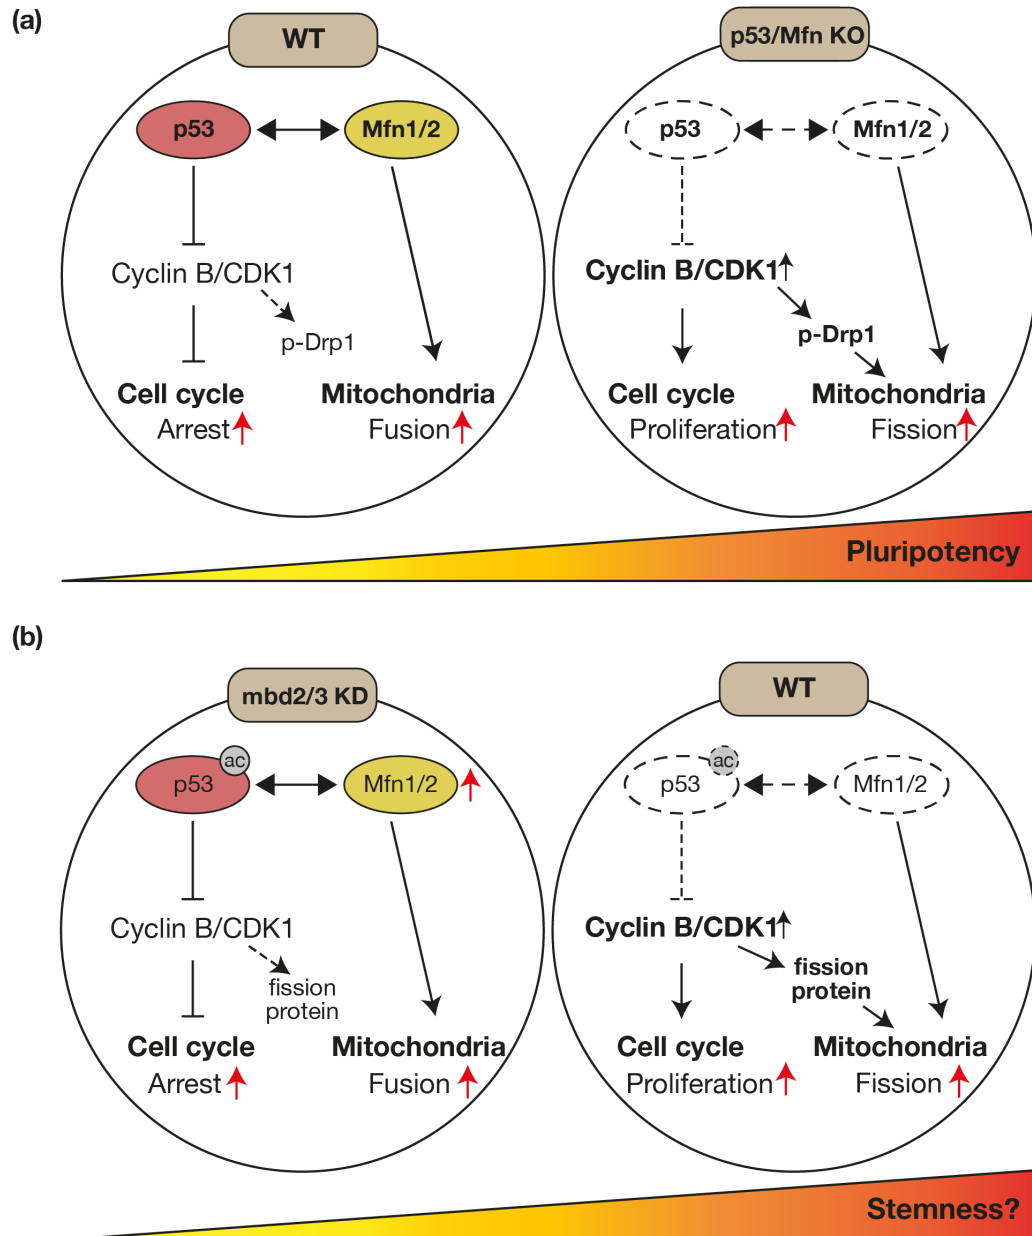 (a)
WT
p53
Mfn1/2
Cyclin B/CDK1
p-Drp1
Cell cycle
Arrest
Mitochondria
Fusion
p53/Mfn KO
p53
Mfn1/2
Cyclin B/CDK1
p-Drp1
Cell cycle
Proliferation
Mitochondria
Fission
Pluripotency
(b)
mbd2/3 KD
ac
p53
Mfn1/2
Cyclin B/CDK1
fission
protein
Cell cycle
Arrest
Mitochondria
Fusion
WT
ac
p53
Mfn1/2
Cyclin B/CDK1
fission
protein
Cell cycle
Proliferation
Mitochondria
Fission
Stemness?